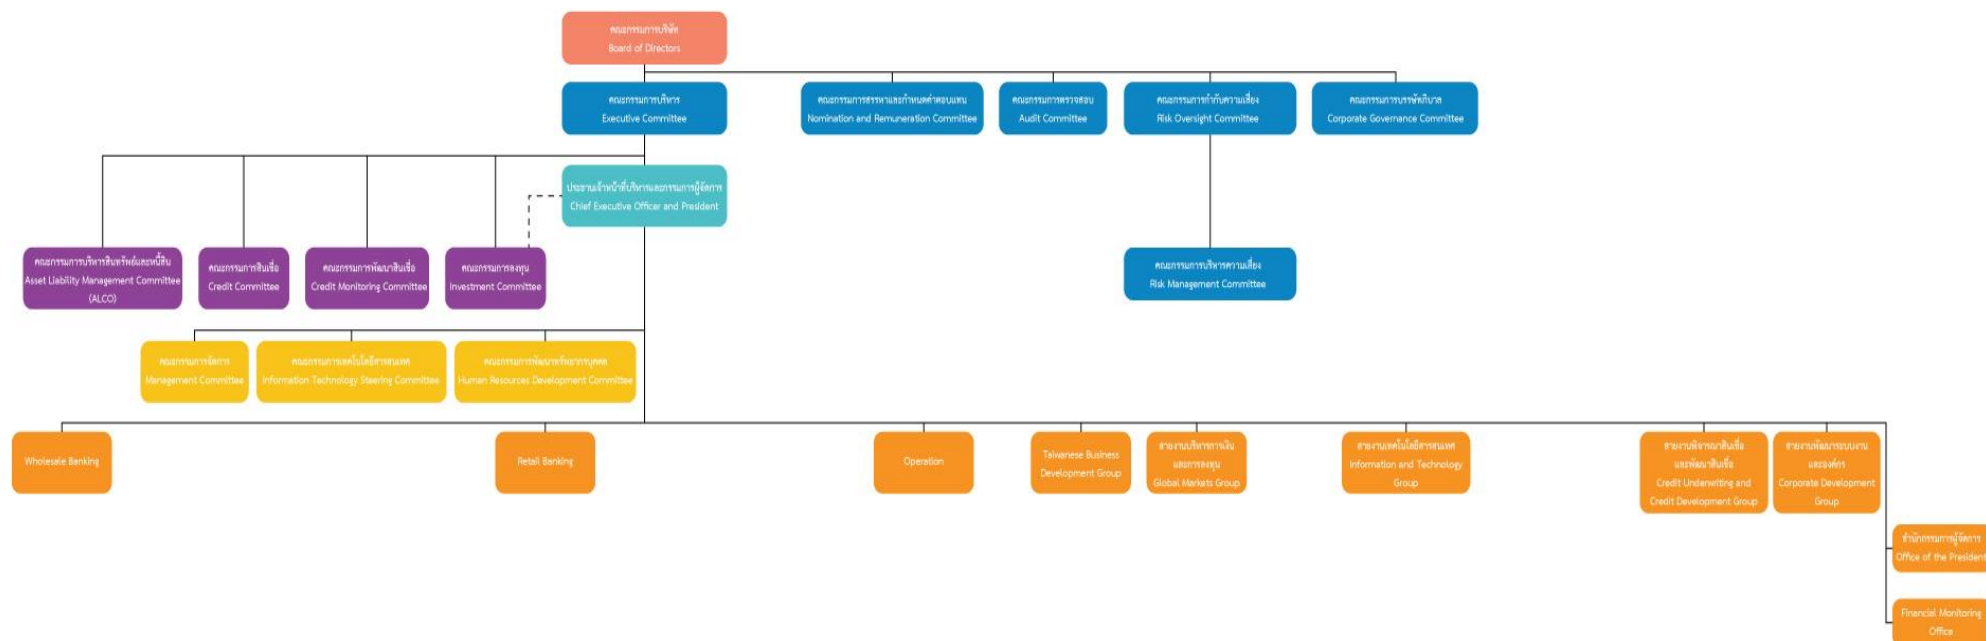 คณะกรรมการบริษัท
Board of Directors
คณะกรรมการบริหาร
Executive Committee
คณะกรรมการสรรหาและกำหนดค่าตอบแทน
Nomination and Remuneration Committee
คณะกรรมการตรวจสอบ
Audit Committee
คณะกรรมการกำกับความเสี่ยง
Risk Oversight Committee
คณะกรรมการบรรษัทภิบาล
Corporate Governance Committee
ประธานเจ้าหน้าที่บริหารและกรรมการผู้จัดการ
Chief Executive Officer and President
คณะกรรมการบริหารสินทรัพย์และหนี้สิน
Asset Liability Management Committee
(ALCO)
คณะกรรมการสินเชื่อ
Credit Committee
คณะกรรมการพัฒนาสินเชื่อ
Credit Monitoring Committee
คณะกรรมการลงทุน
Investment Committee
คณะกรรมการบริหารความเสี่ยง
Risk Management Committee
คณะกรรมการจัดการ
Management Committee
คณะกรรมการเทคโนโลยีสารสนเทศ
Information Technology Steering Committee
คณะกรรมการพัฒนาทรัพยากรบุคคล
Human Resources Development Committee
Wholesale Banking
Retail Banking
Operation
Taiwanese Business
Development Group
สายงานบริหารการเงิน
และการลงทุน
Global Markets Group
สายงานเทคโนโลยีสารสนเทศ
Information and Technology
Group
สายงานพิจารณาสินเชื่อ
และพัฒนาสินเชื่อ
Credit Underwriting and
Credit Development Group
สายงานพัฒนาระบบงาน
และองค์กร
Corporate Development
Group
สำนักกรรมการผู้จัดการ
Office of the President
Financial Monitoring
Office